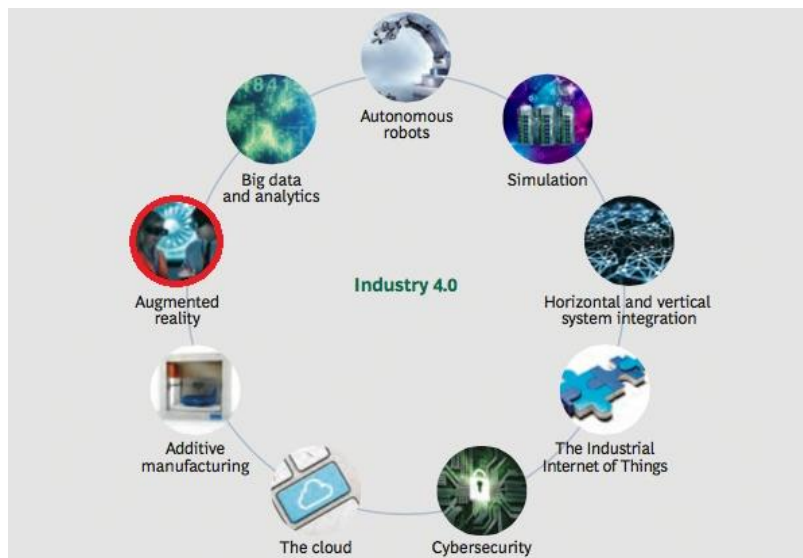 1841
Autonomous
robots
Big data
and analytics
Simulation
Augmented
reality
Industry 4.0
Horizontal and vertical
system integration
Additive
manufacturing
The Industrial
Internet of Things
The cloud
Cybersecurity